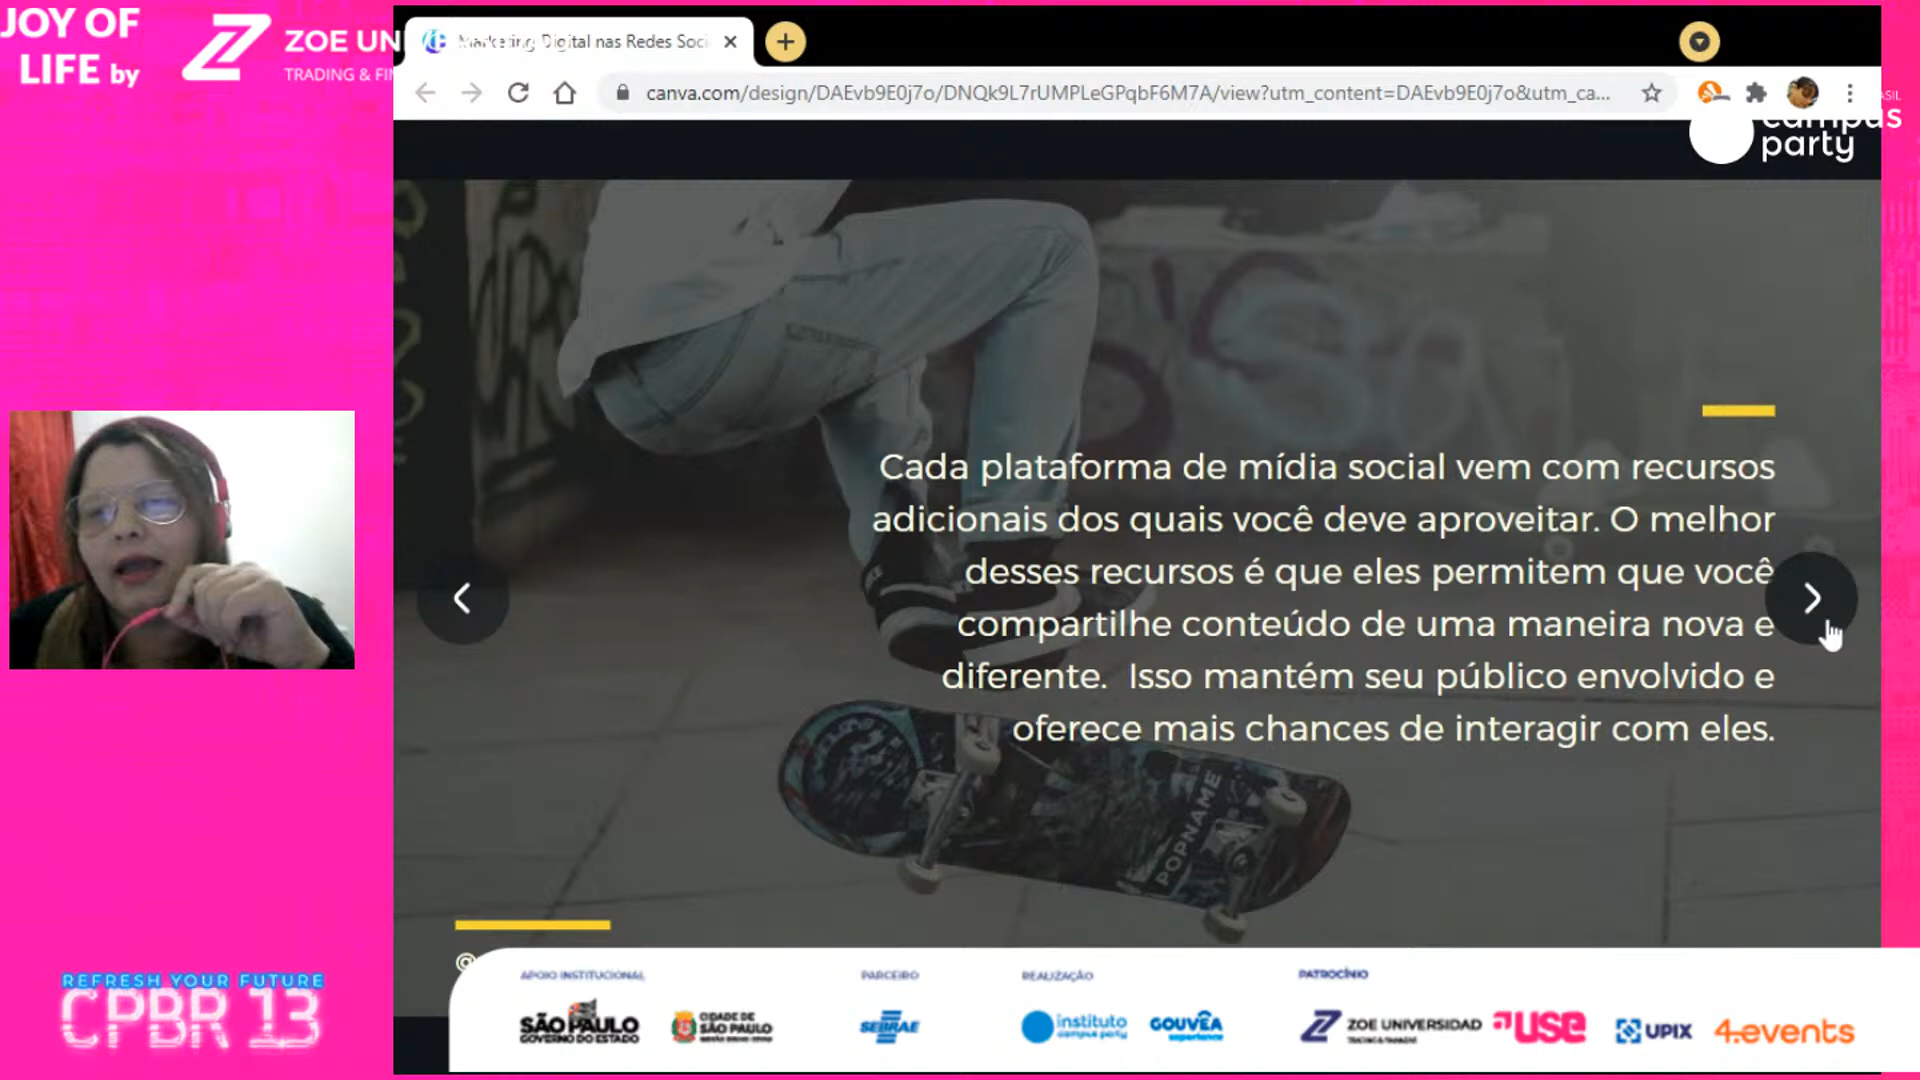 JOY OF
LIFE by
ZOE UN
TRADING & FI
Marketing Digital nas Redes Soci
canva.com/design/DAEvb9E0j7o/DNQk9L7rUMPLeGPqbF6M7A/view?utm_content=DAEvb9E0j7o&utm_ca...
campus
party
Cada plataforma de mídia social vem com recursos
adicionais dos quais você deve aproveitar. O melhor
desses recursos é que eles permitem que você
compartilhe conteúdo de uma maneira nova e
diferente. Isso mantém seu público envolvido e
oferece mais chances de interagir com eles.
POPNAME
@
REFRESH YOUR FUTURE
CPBR 13
APOIO INSTITUCIONAL
PARCEIRO
REALIZAÇÃO
PATROCÍNIO
SÃO PAULO
GOVERNO DO ESTADO
CIDADE DE
SÃO PAULO
SEBRAE
instituto
campus party
GOUVÊA
experience
ZOE UNIVERSIDAD
USE
UPIX
4.events